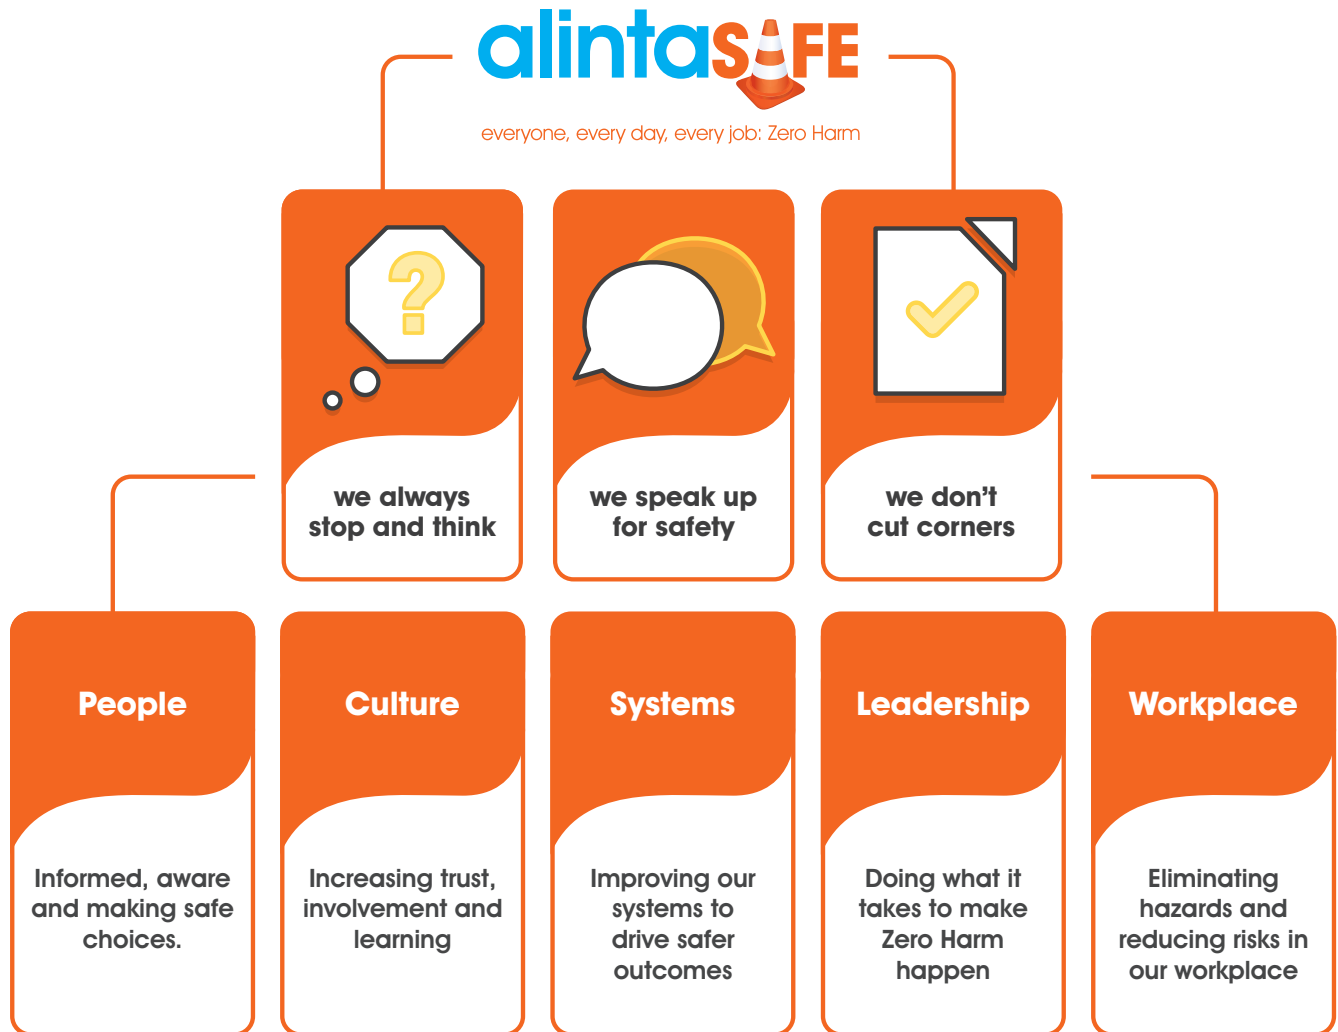 alintaSAFE
everyone, every day, every job: Zero Harm
?
we always
stop and think
we speak up
for safety
we don't
cut corners
People
Culture
Systems
Leadership
Workplace
Informed, aware
and making safe
choices.
Increasing trust,
involvement and
learning
Improving our
systems to
drive safer
outcomes
Doing what it
takes to make
Zero Harm
happen
Eliminating
hazards and
reducing risks in
our workplace